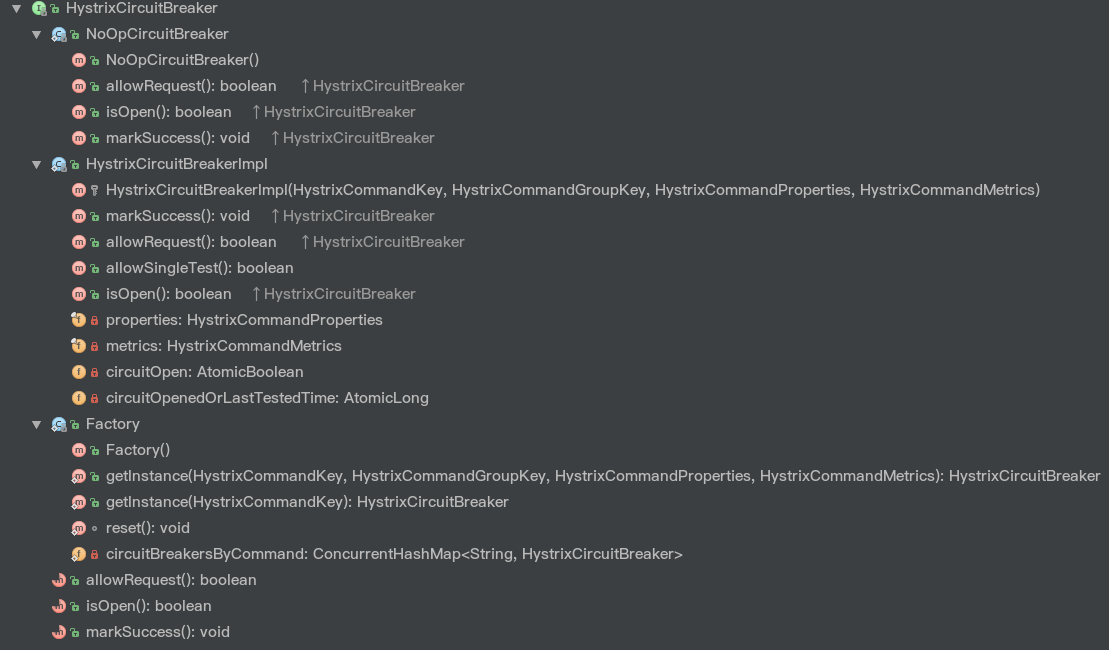 HystrixCircuitBreaker
NoOpCircuitBreaker
NoOpCircuitBreaker()
allowRequest(): boolean ↑HystrixCircuitBreaker
isOpen(): boolean ↑HystrixCircuitBreaker
markSuccess(): void ↑HystrixCircuitBreaker
HystrixCircuitBreakerImpl
HystrixCircuitBreakerImpl(HystrixCommandKey, HystrixCommandGroupKey, HystrixCommandProperties, HystrixCommandMetrics)
markSuccess(): void ↑HystrixCircuitBreaker
allowRequest(): boolean ↑HystrixCircuitBreaker
allowSingleTest(): boolean
isOpen(): boolean ↑HystrixCircuitBreaker
properties: HystrixCommandProperties
metrics: HystrixCommandMetrics
circuitOpen: AtomicBoolean
circuitOpenedOrLastTestedTime: AtomicLong
Factory
Factory()
getInstance(HystrixCommandKey, HystrixCommandGroupKey, HystrixCommandProperties, HystrixCommandMetrics): HystrixCircuitBreaker
getInstance(HystrixCommandKey): HystrixCircuitBreaker
reset(): void
circuitBreakersByCommand: ConcurrentHashMap<String, HystrixCircuitBreaker>
allowRequest(): boolean
isOpen(): boolean
markSuccess(): void